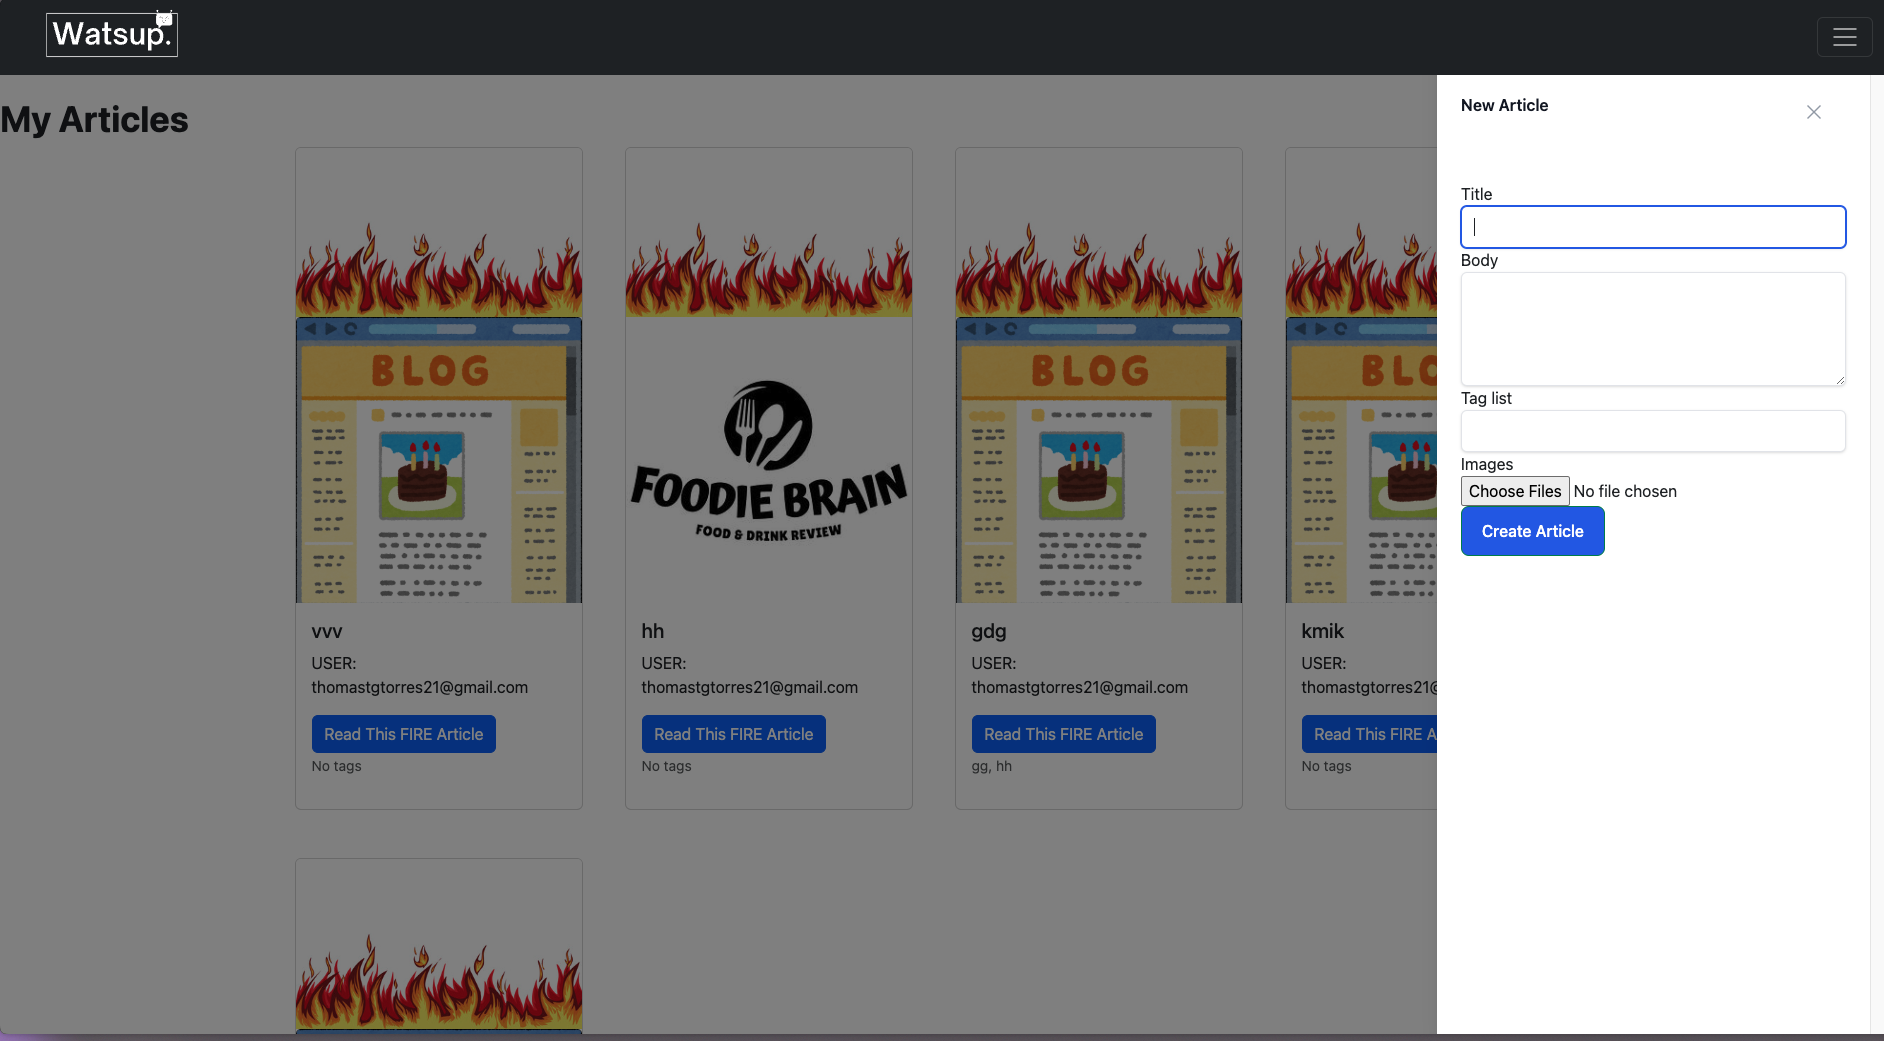 Watsup.
My Articles
New Article
Title
Body
Tag list
Images
Choose Files No file chosen
Create Article
BLOG
vvv
USER:
thomastgtorres21@gmail.com
Read This FIRE Article
No tags
FOODIE BRAIN
FOOD & DRINK REVIEW
hh
USER:
thomastgtorres21@gmail.com
Read This FIRE Article
No tags
BLOG
gdg
USER:
thomastgtorres21@gmail.com
Read This FIRE Article
gg, hh
BLO
kmik
USER:
thomastgtorres21@
Read This FIRE A
No tags